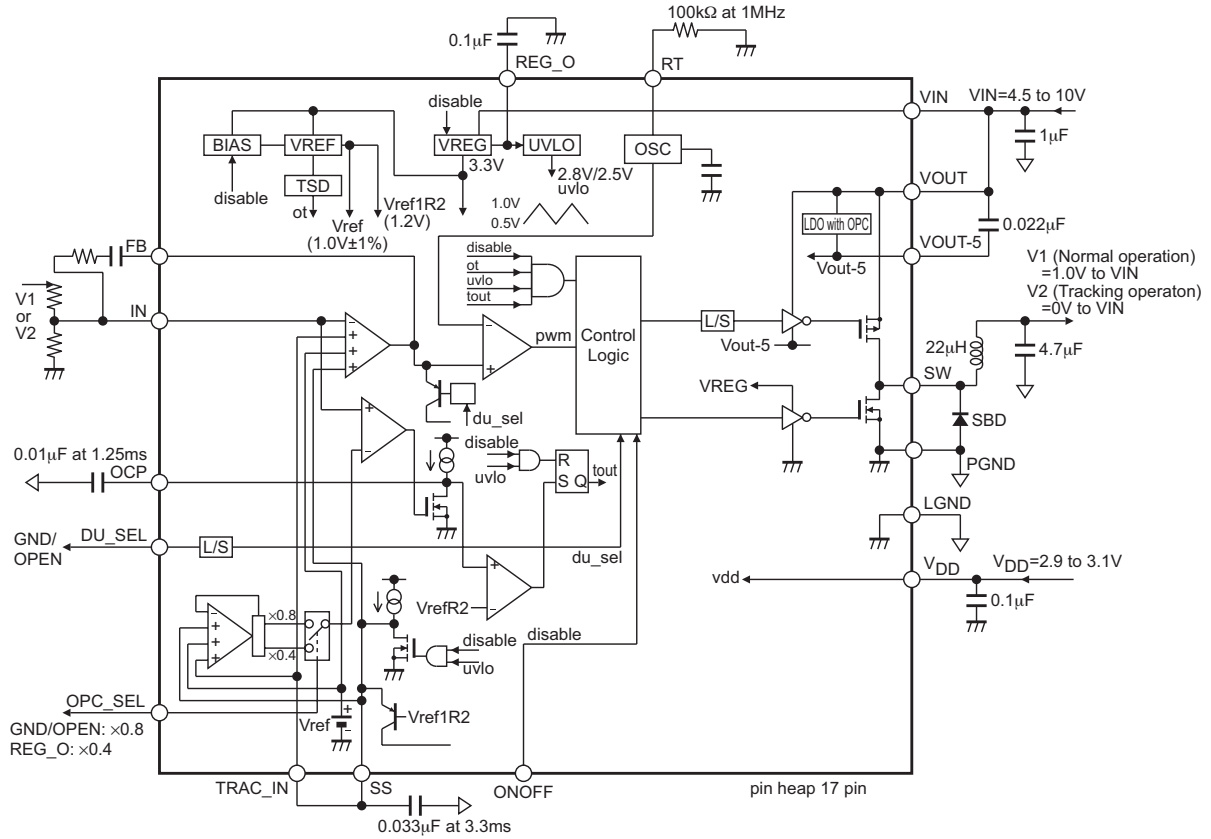 100kΩ at 1MHz
0.1μF
REG_O
RT
disable
VIN
VIN=4.5 to 10V
BIAS
VREF
VREG
UVLO
OSC
1μF
3.3V
disable
TSD
2.8V/2.5V
uvlo
ot
Vref
(1.0V±1%)
Vref1R2
(1.2V)
1.0V
0.5V
VOUT
LDO with OPC
0.022μF
VOUT-5
Vout-5
FB
disable
ot
uvlo
tout
V1 (Normal operation)
=1.0V to VIN
V2 (Tracking operaton)
=0V to VIN
V1
or
V2
IN
−
+
+
+
−
+
pwm
Control
Logic
L/S
Vout-5
22μH
4.7μF
SW
VREG
du_sel
+
−
SBD
disable
uvlo
R
S Q
tout
0.01μF at 1.25ms
OCP
PGND
LGND
GND/
OPEN
DU_SEL
L/S
du_sel
+
−
VrefR2
vdd
VDD
VDD=2.9 to 3.1V
0.1μF
−
+
+
+
×0.8
×0.4
disable
uvlo
disable
OPC_SEL
GND/OPEN: ×0.8
REG_O: ×0.4
Vref
+
−
Vref1R2
TRAC_IN
SS
ONOFF
pin heap 17 pin
0.033μF at 3.3ms